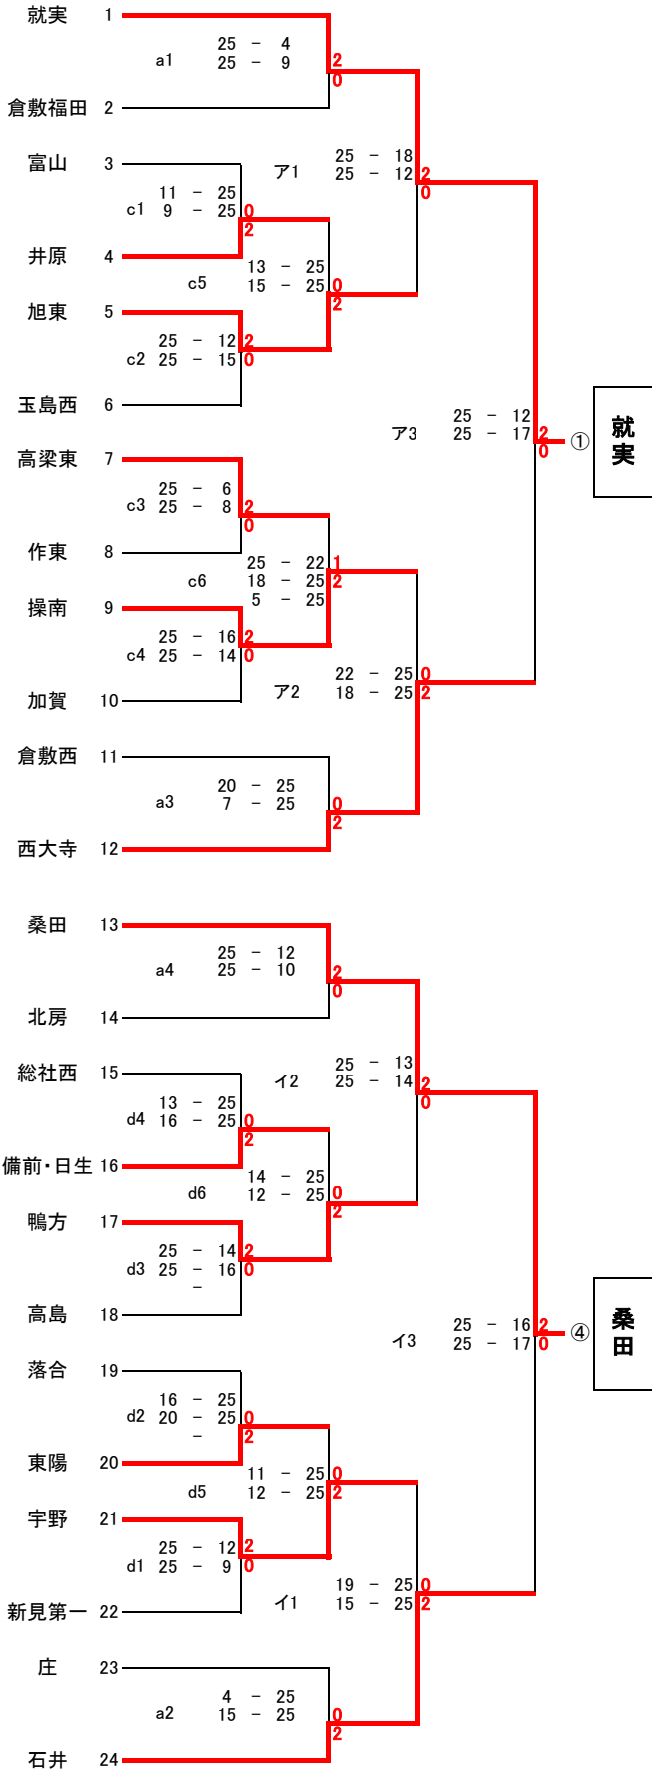 就実 1
25 - 4
a1 25 - 9
2
0
倉敷福田 2
富山 3
ア1 25 - 18
25 - 12
2
0
11 - 25
c1 9 - 25
0
2
井原 4
c5 13 - 25
15 - 25
0
2
旭東 5
25 - 12
c2 25 - 15
2
0
玉島西 6
ア3 25 - 12
25 - 17
2
0
①
就実
高梁東 7
25 - 6
c3 25 - 8
2
0
作東 8
c6 25 - 22
18 - 25
5 - 25
1
2
操南 9
25 - 16
c4 25 - 14
2
0
ア2 22 - 25
18 - 25
0
2
加賀 10
倉敷西 11
20 - 25
a3 7 - 25
0
2
西大寺 12
桑田 13
25 - 12
a4 25 - 10
2
0
北房 14
総社西 15
イ2 25 - 13
25 - 14
2
0
13 - 25
d4 16 - 25
0
2
備前・日生 16
d6 14 - 25
12 - 25
0
2
鴨方 17
25 - 14
d3 25 - 16
-
2
0
高島 18
イ3 25 - 16
25 - 17
2
0
④
桑田
落合 19
16 - 25
d2 20 - 25
-
0
2
東陽 20
d5 11 - 25
12 - 25
0
2
宇野 21
25 - 12
d1 25 - 9
2
0
イ1 19 - 25
15 - 25
0
2
新見第一 22
庄 23
4 - 25
a2 15 - 25
0
2
石井 24